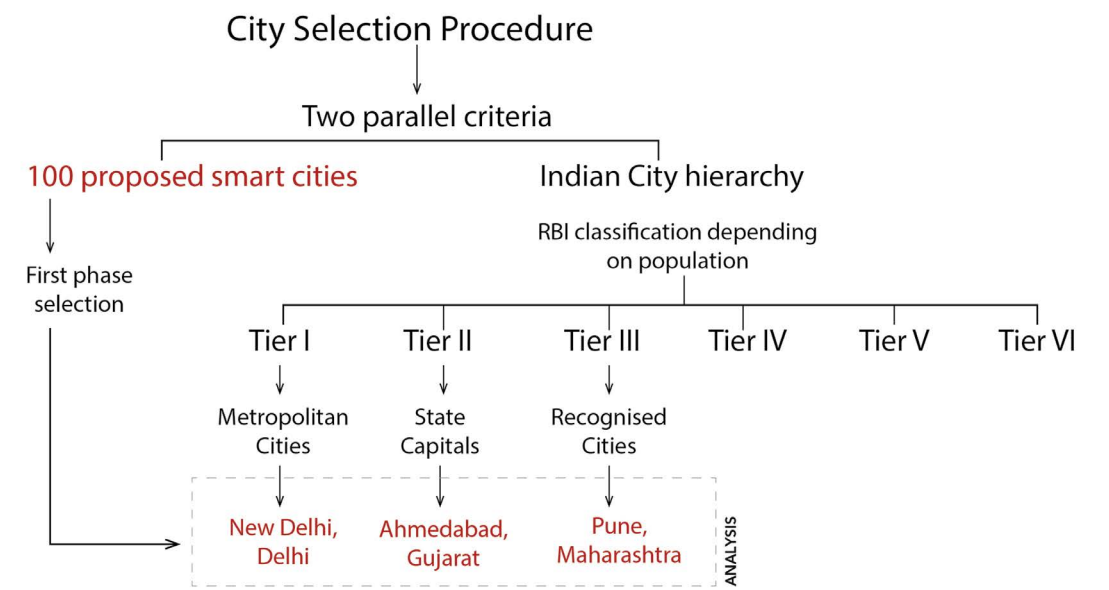 City Selection Procedure
Two parallel criteria
100 proposed smart cities
Indian City hierarchy
RBI classification depending
on population
First phase
selection
Tier I
Tier II
Tier III
Tier IV
Tier V
Tier VI
Metropolitan
Cities
State
Capitals
Recognised
Cities
New Delhi,
Delhi
Ahmedabad,
Gujarat
Pune,
Maharashtra
ANALYSIS